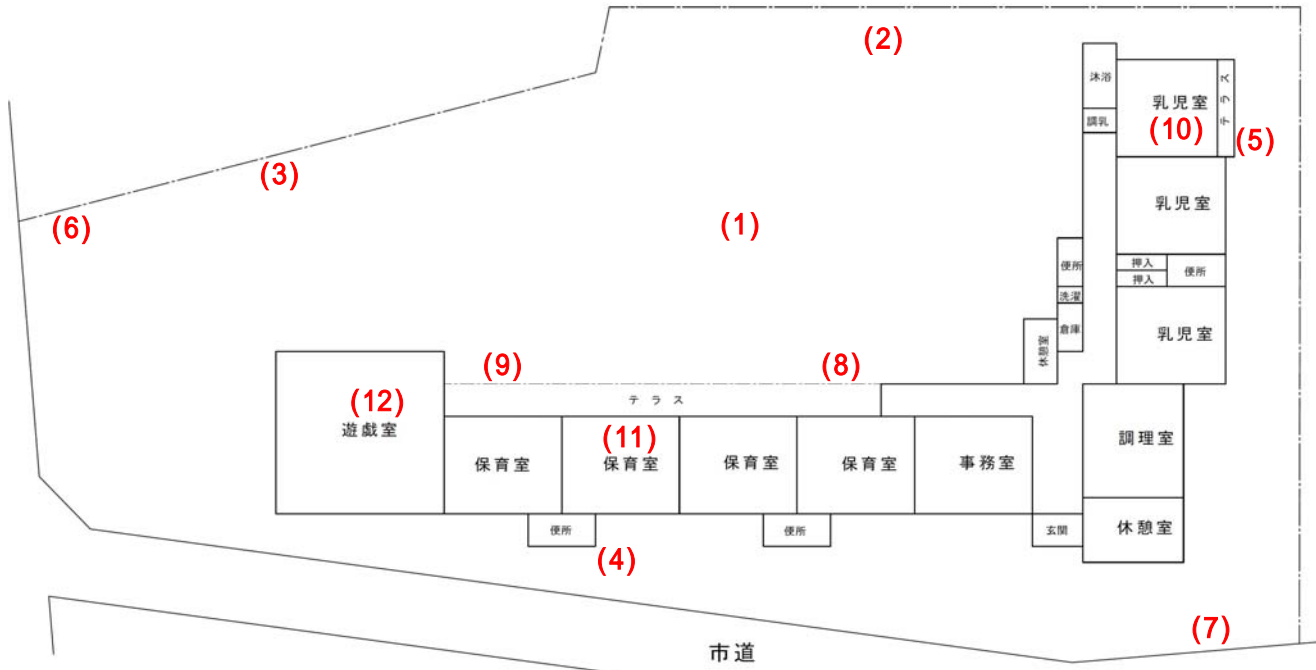 (2)
沐浴
乳児室
テラス
(10)
調乳
(5)
(3)
乳児室
(6)
(1)
便所
押入
便所
押入
洗濯
倉庫
乳児室
休憩室
(9)
(8)
テラス
(12)
遊戯室
(11)
調理室
保育室
保育室
保育室
保育室
事務室
便所
便所
玄関
休憩室
(4)
(7)
市道